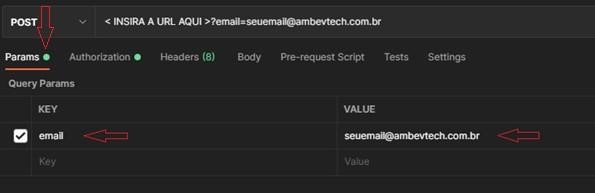 POST < INSIRA A URL AQUI >?email=seuemail@ambevtech.com.br
Params Authorization Headers (8) Body Pre-request Script Tests Settings
Query Params
KEY VALUE
email seuemail@ambevtech.com.br
Key Value